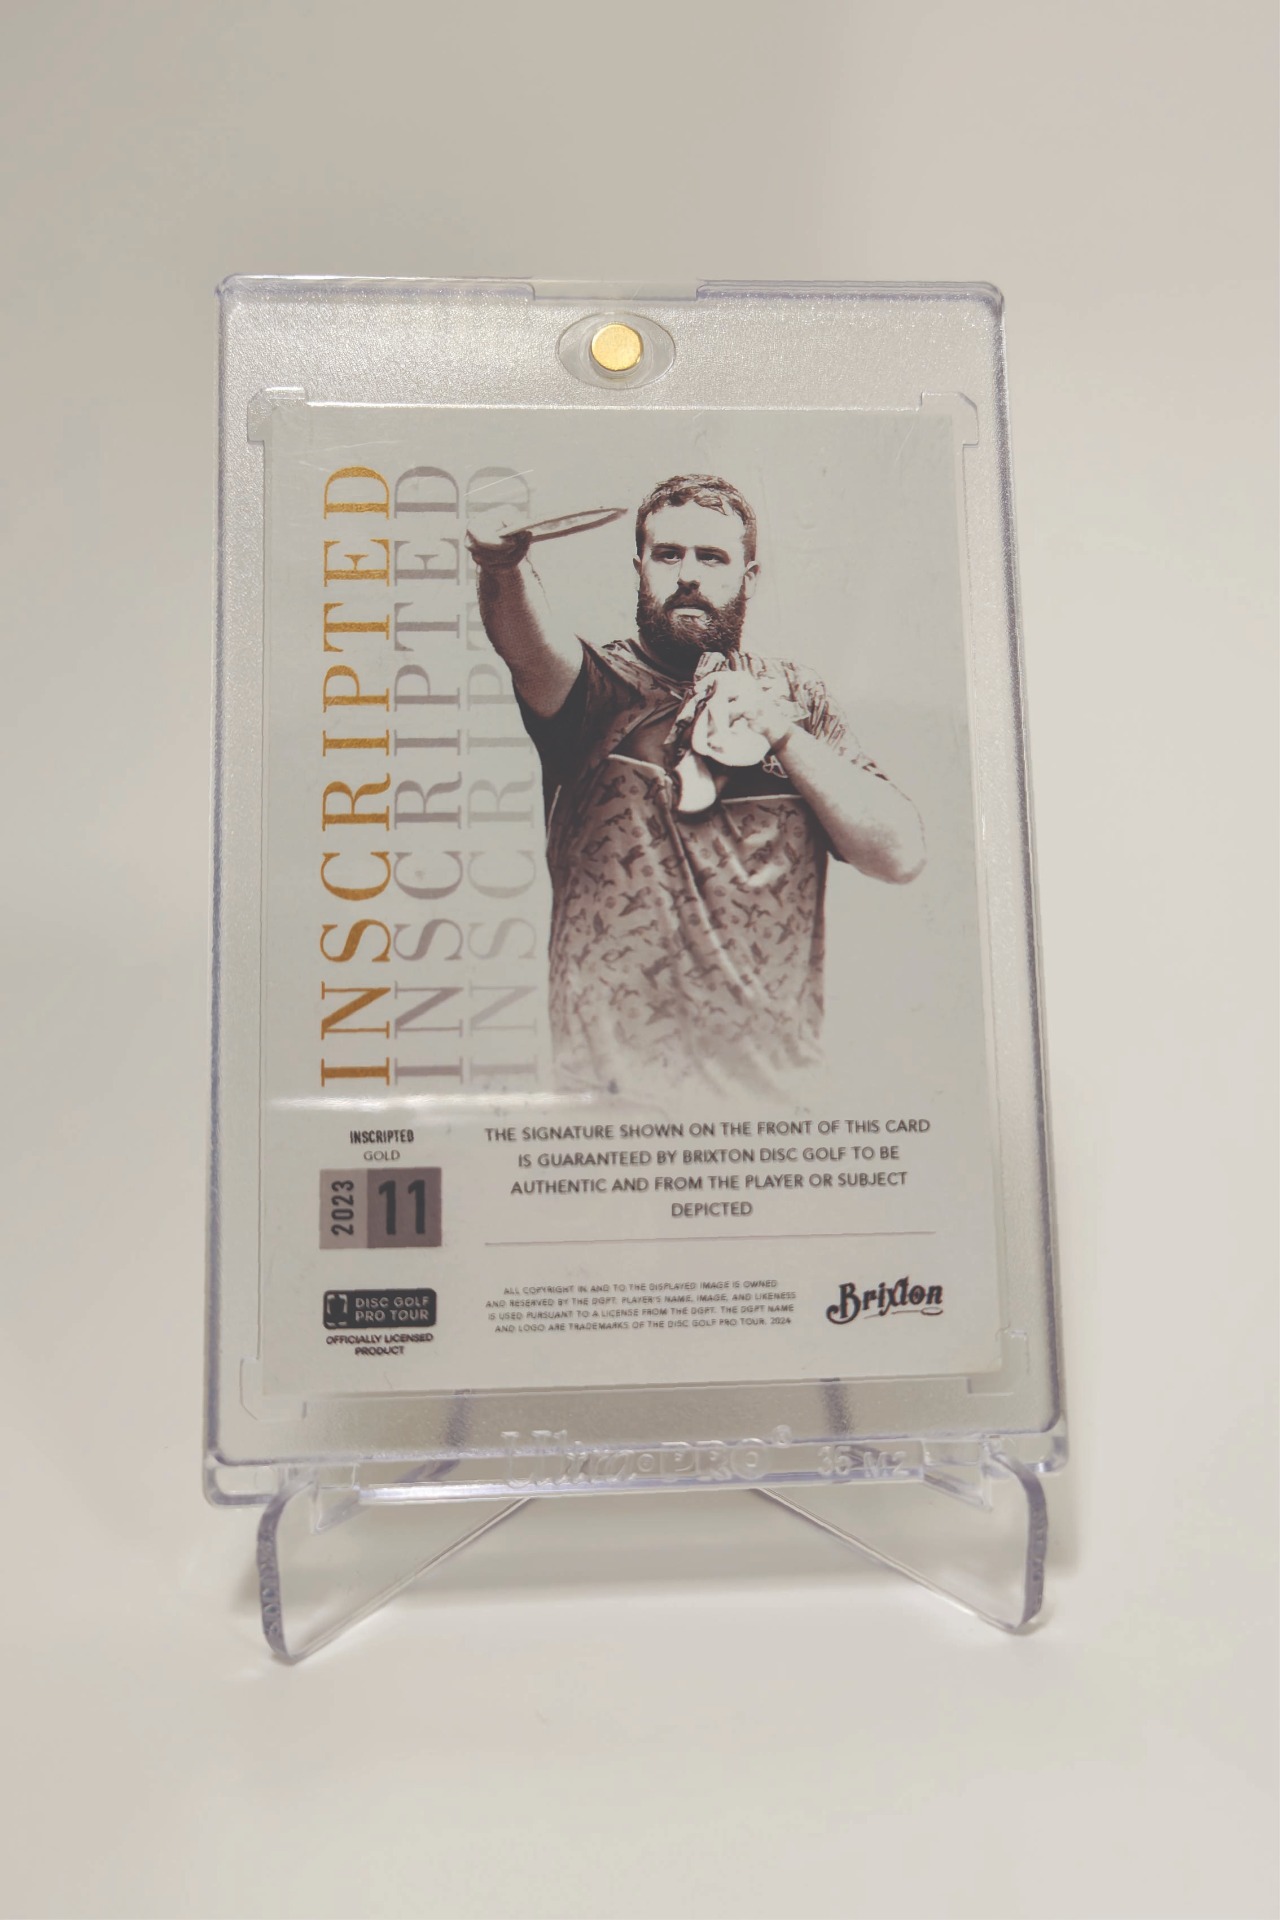 INSCRIPTED
INSCRIPTED
INSCRIPTED
INSCRIPTED
GOLD
2023
11
THE SIGNATURE SHOWN ON THE FRONT OF THIS CARD
IS GUARANTEED BY BRIXTON DISC GOLF TO BE
AUTHENTIC AND FROM THE PLAYER OR SUBJECT
DEPICTED
DISC GOLF
PRO TOUR
OFFICIALLY LICENSED
PRODUCT
ALL COPYRIGHT IN AND TO THE DISPLAYED IMAGE IS OWNED
AND RESERVED BY THE DGPT. PLAYER'S NAME, IMAGE, AND LIKENESS
IS USED PURSUANT TO A LICENSE FROM THE DGPT. THE DGPT NAME
AND LOGO ARE TRADEMARKS OF THE DISC GOLF PRO TOUR. 2024
Brixton
Ultra•PRO® 35 MZ